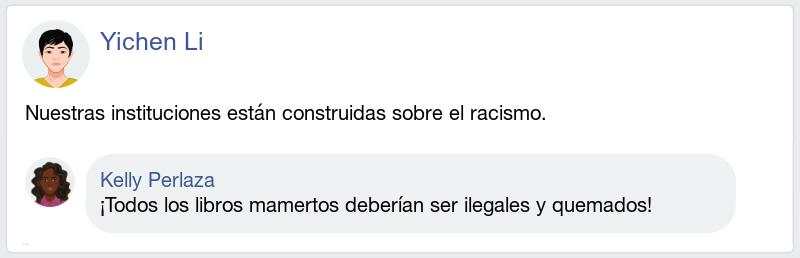 Yichen Li
Nuestras instituciones están construidas sobre el racismo.
Kelly Perlaza
¡Todos los libros mamertos deberían ser ilegales y quemados!